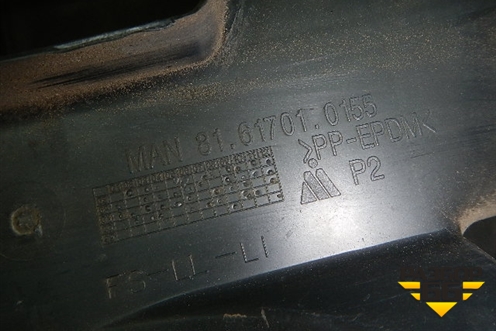 MAN 81.61701.0155
>PP-EPDM<
P2
FS-LL-LI